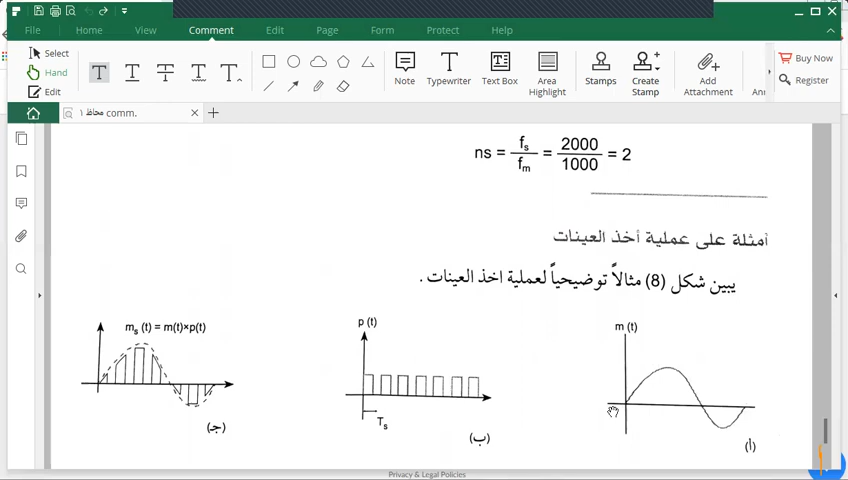 File Home View Comment Edit Page Form Protect Help
Select
Hand
Edit
Note
Typewriter
Text Box
Area Highlight
Stamps
Create Stamp
Add Attachment
Buy Now
Register
محاظ ١ comm.
ns = fs/fm = 2000/1000 = 2
أمثلة على عملية أخذ العينات
يبين شكل (8) مثالاً توضيحياً لعملية اخذ العينات .
m (t)
(أ)
p (t)
Ts
(ب)
ms (t) = m(t)×p(t)
(جـ)
Privacy & Legal Policies